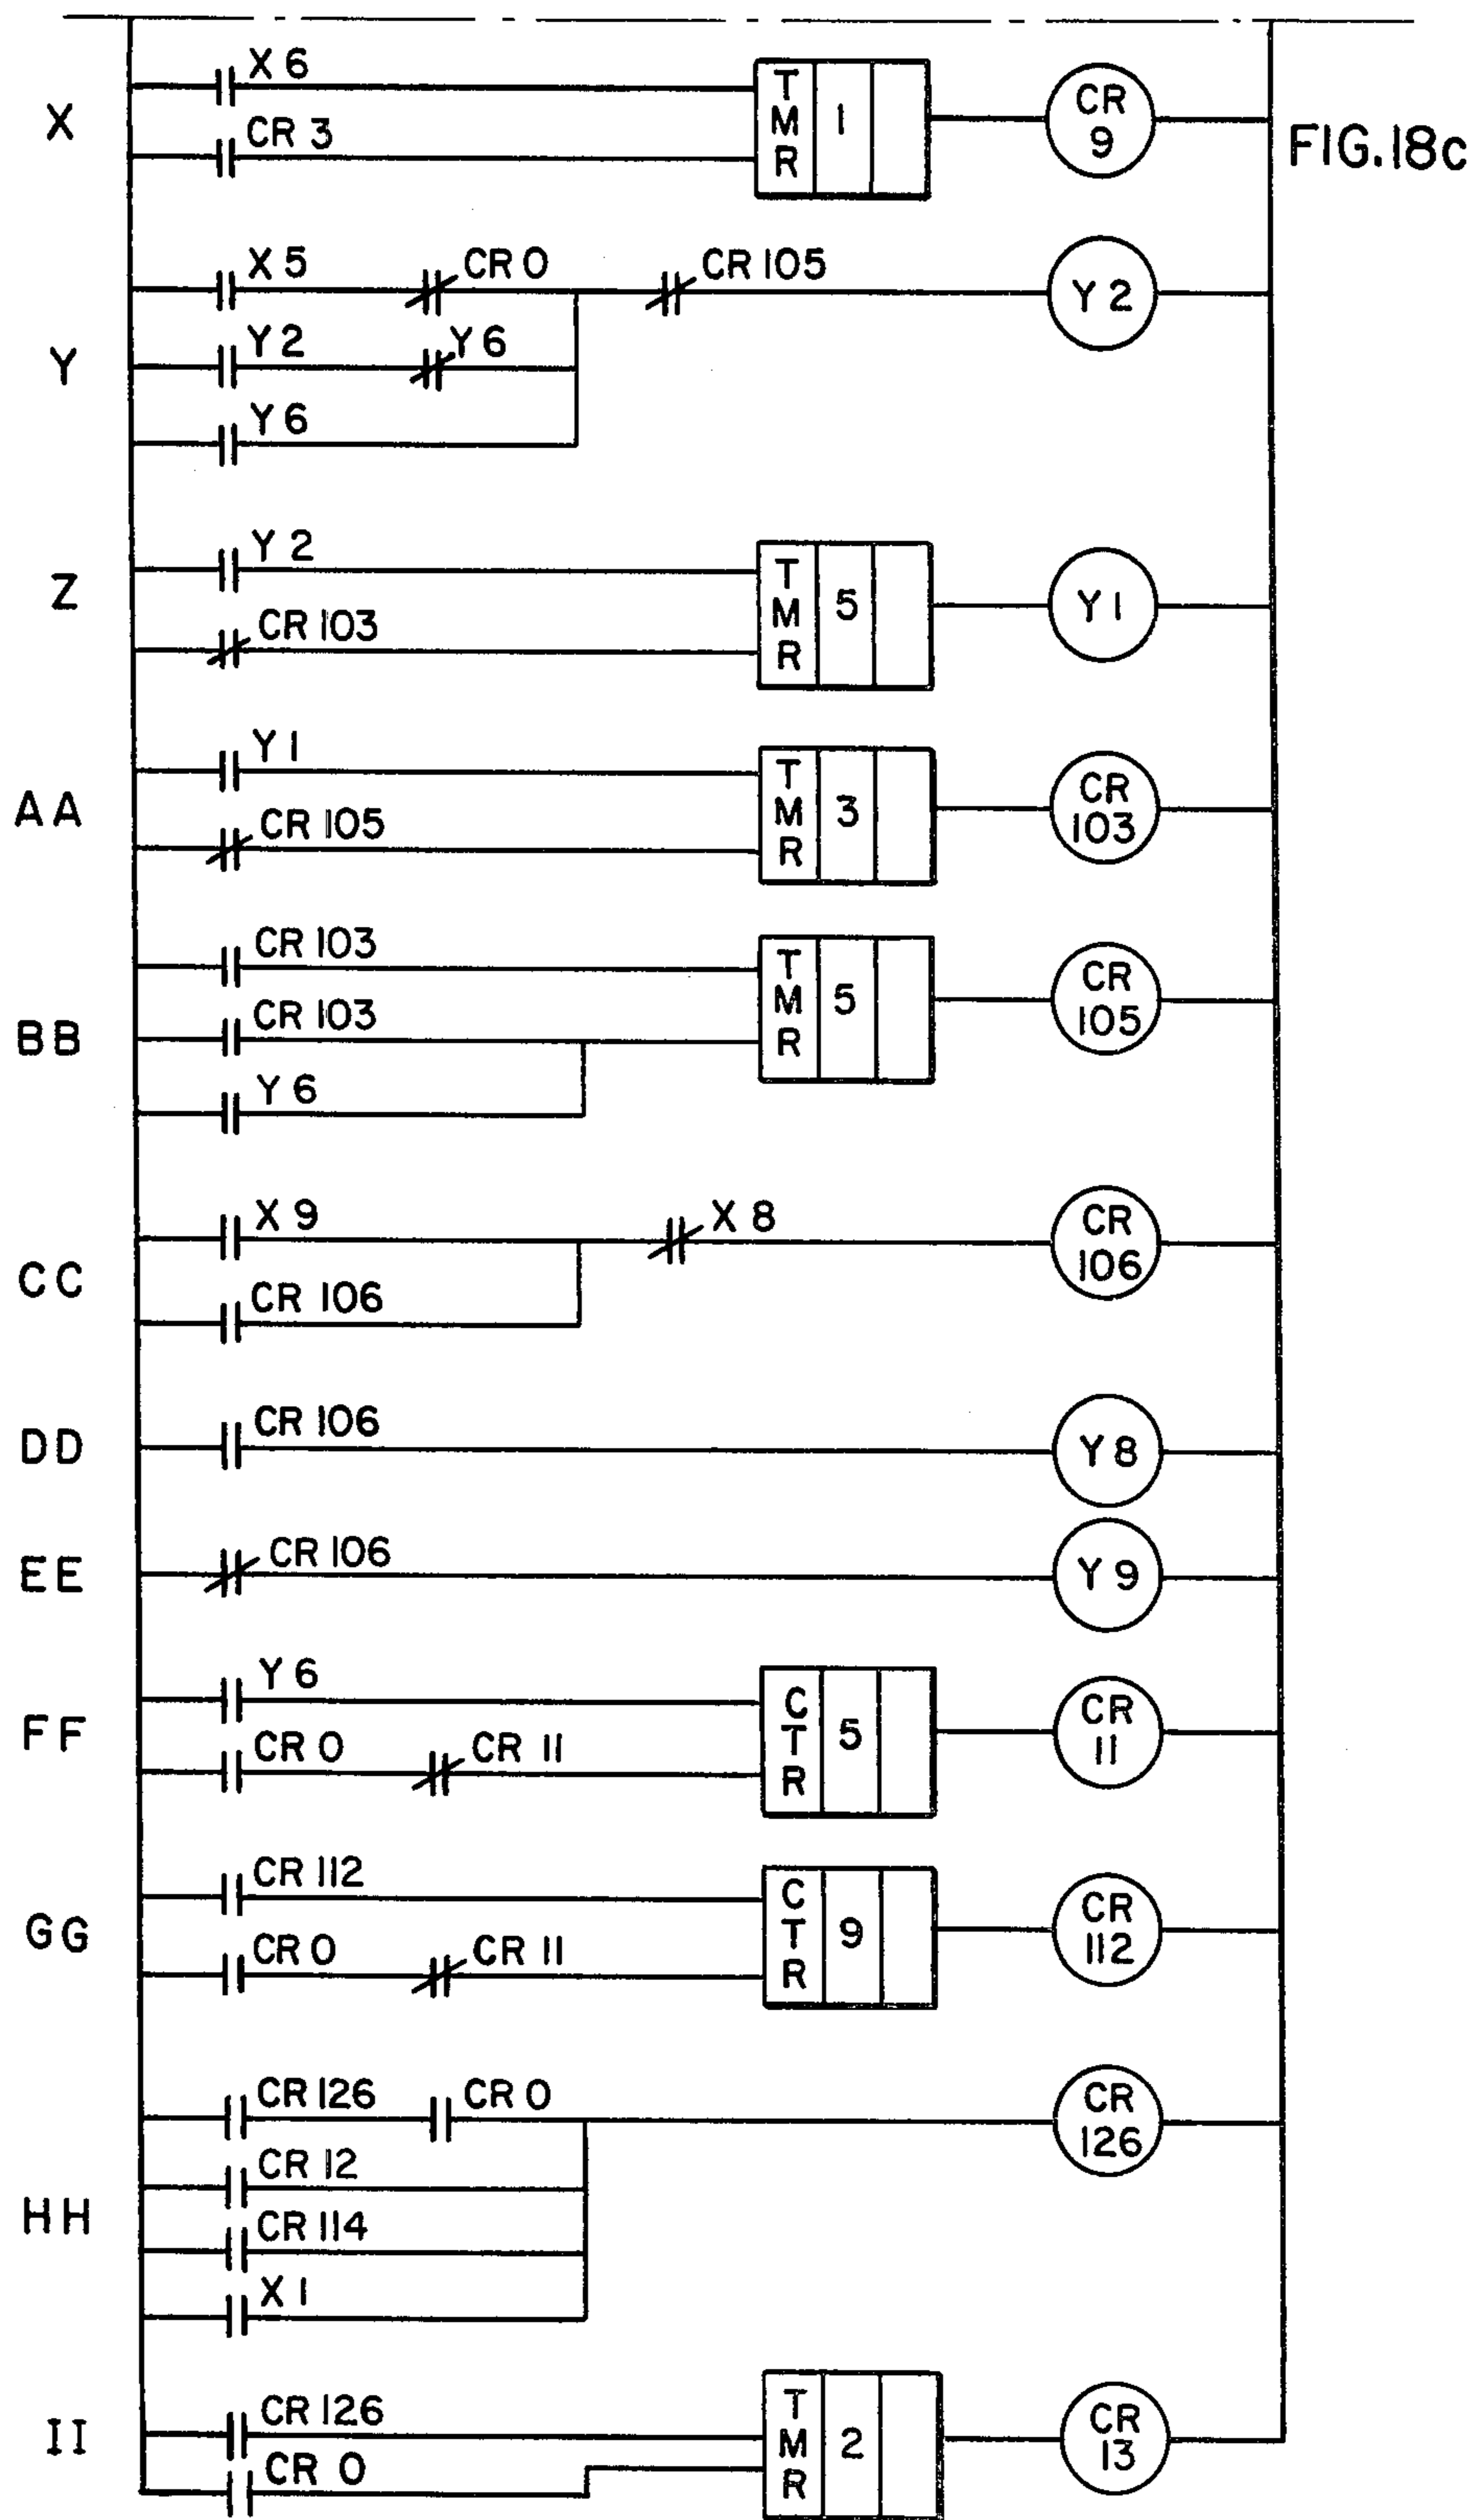 X 6
T
M
R
1
CR
9
X
CR 3
FIG.18c
X 5
CR 0
CR 105
Y 2
Y
Y 2
Y 6
Y 6
Y 2
T
M
R
5
Y 1
Z
CR 103
Y 1
T
M
R
3
CR
103
AA
CR 105
CR 103
T
M
R
5
CR
105
BB
CR 103
Y 6
X 9
X 8
CR
106
CC
CR 106
DD
CR 106
Y 8
EE
CR 106
Y 9
Y 6
C
T
R
5
CR
11
FF
CR 0
CR 11
CR 112
C
T
R
9
CR
112
GG
CR 0
CR 11
CR 126
CR 0
CR
126
CR 12
HH
CR 114
X 1
CR 126
T
M
R
2
CR
13
II
CR 0